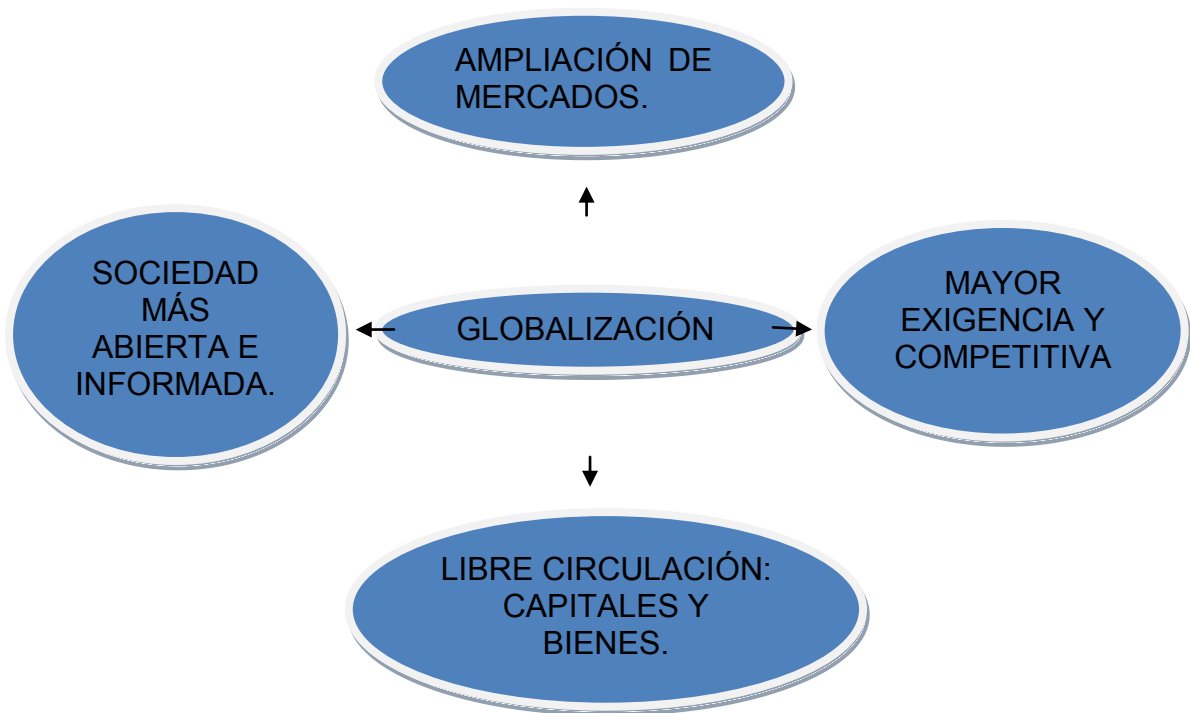 AMPLIACIÓN DE
MERCADOS.
SOCIEDAD
MÁS
ABIERTA E
INFORMADA.
GLOBALIZACIÓN
MAYOR
EXIGENCIA Y
COMPETITIVA
LIBRE CIRCULACIÓN:
CAPITALES Y
BIENES.